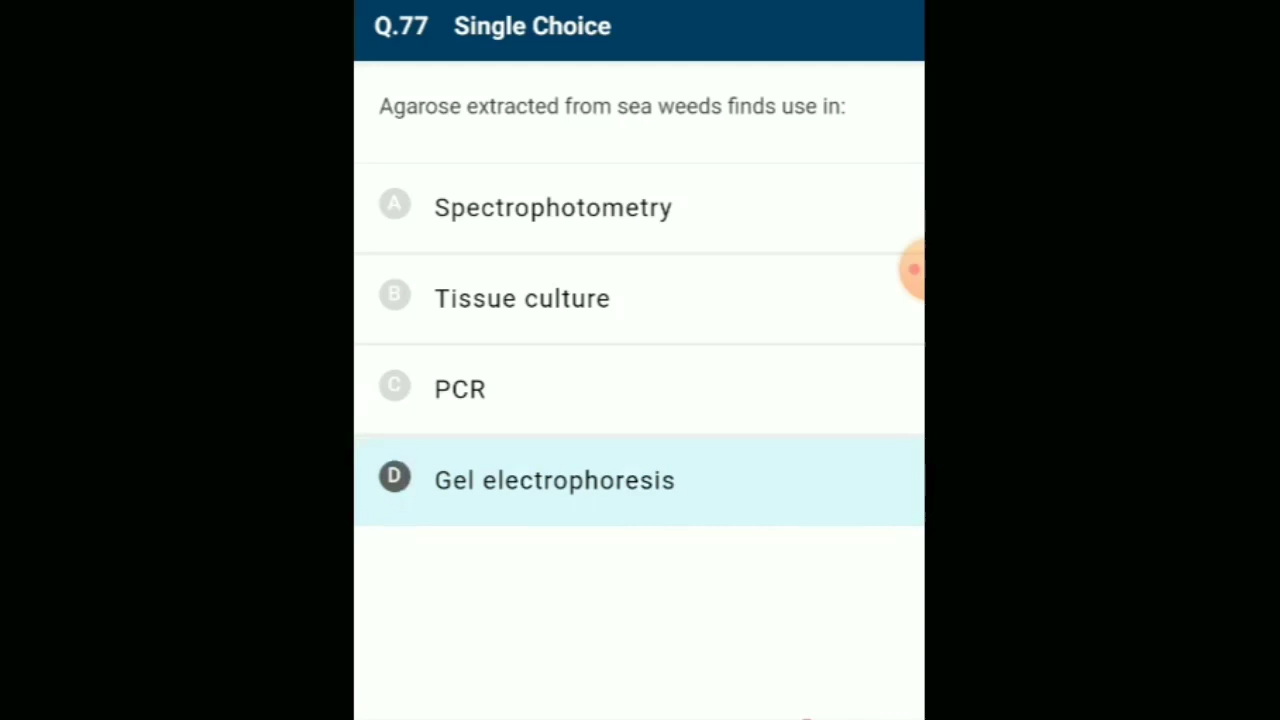 Q.77 Single Choice
Agarose extracted from sea weeds finds use in:
A Spectrophotometry
B Tissue culture
C PCR
D Gel electrophoresis